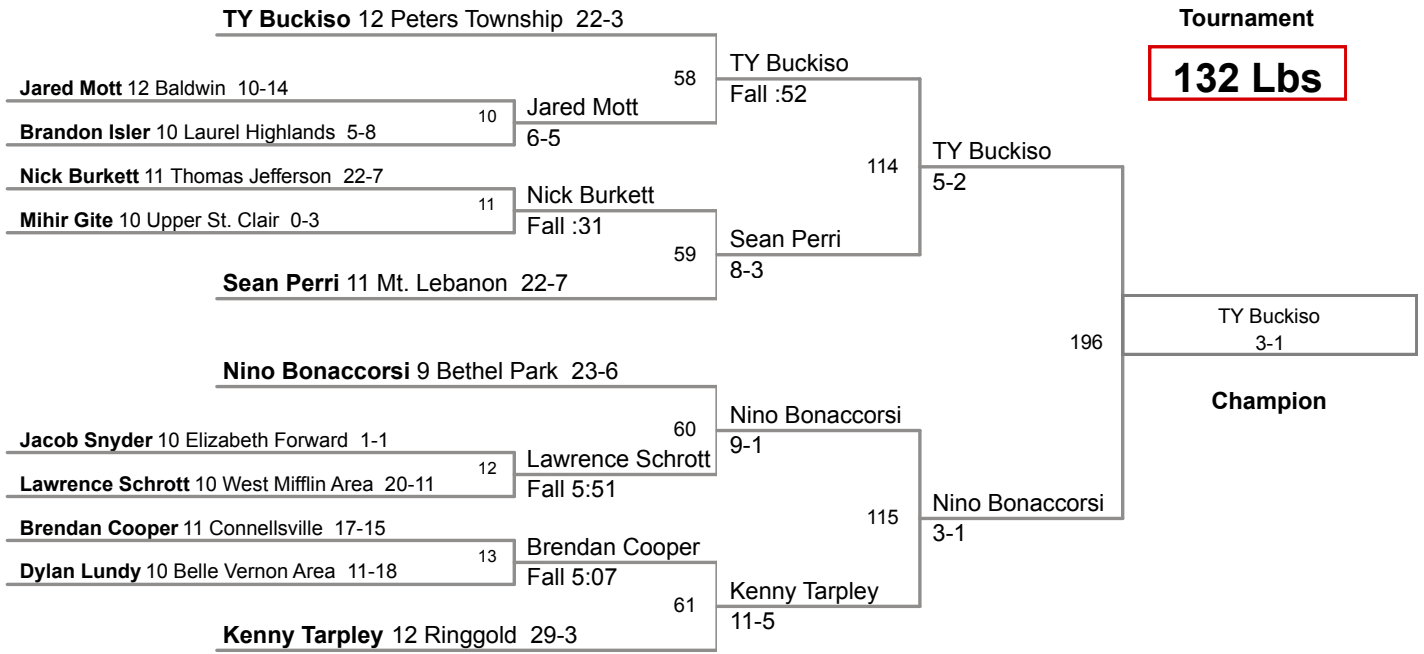 TY Buckiso 12 Peters Township 22-3
Tournament
132 Lbs
58
TY Buckiso
Fall :52
Jared Mott 12 Baldwin 10-14
10
Jared Mott
6-5
Brandon Isler 10 Laurel Highlands 5-8
114
TY Buckiso
5-2
Nick Burkett 11 Thomas Jefferson 22-7
11
Nick Burkett
Fall :31
Mihir Gite 10 Upper St. Clair 0-3
59
Sean Perri
8-3
Sean Perri 11 Mt. Lebanon 22-7
196
TY Buckiso
3-1
Champion
Nino Bonaccorsi 9 Bethel Park 23-6
60
Nino Bonaccorsi
9-1
Jacob Snyder 10 Elizabeth Forward 1-1
12
Lawrence Schrott
Fall 5:51
Lawrence Schrott 10 West Mifflin Area 20-11
115
Nino Bonaccorsi
3-1
Brendan Cooper 11 Connellsville 17-15
13
Brendan Cooper
Fall 5:07
Dylan Lundy 10 Belle Vernon Area 11-18
61
Kenny Tarpley
11-5
Kenny Tarpley 12 Ringgold 29-3